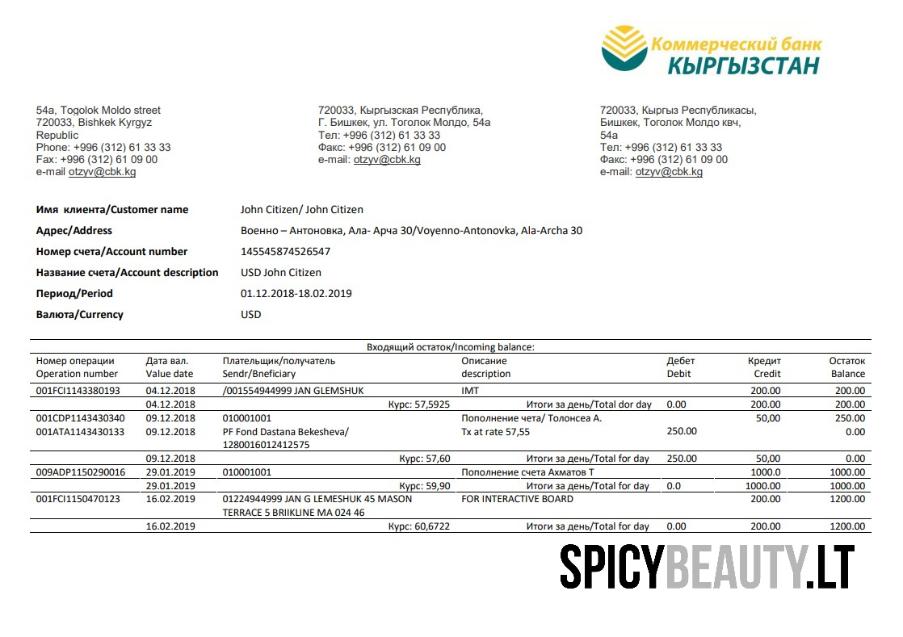 Коммерческий банк
КЫРГЫЗСТАН
54a, Togolok Moldo street
720033, Bishkek Kyrgyz
Republic
Phone: +996 (312) 61 33 33
Fax: +996 (312) 61 09 00
e-mail otzyv@cbk.kg
720033, Кыргызская Республика,
Г. Бишкек, ул. Тоголок Молдо, 54а
Тел: +996 (312) 61 33 33
Факс: +996 (312) 61 09 00
e-mail: otzyv@cbk.kg
720033, Кыргыз Республикасы,
Бишкек, Тоголок Молдо квч,
54а
Тел: +996 (312) 61 33 33
Факс: +996 (312) 61 09 00
e-mail: otzyv@cbk.kg
Имя клиента/Customer name John Citizen/ John Citizen
Адрес/Address Военно – Антоновка, Ала- Арча 30/Voyenno-Antonovka, Ala-Archa 30
Номер счета/Account number 145545874526547
Название счета/Account description USD John Citizen
Период/Period 01.12.2018-18.02.2019
Валюта/Currency USD
Входящий остаток/Incoming balance:
Номер операции Дата вал. Плательщик/получатель Описание Дебет Кредит Остаток
Operation number Value date Sendr/Bneficiary description Debit Credit Balance
001FCI1143380193 04.12.2018 /001554944999 JAN GLEMSHUK IMT 200.00 200.00
04.12.2018 Курс: 57,5925 Итоги за день/Total dor day 0.00 200.00 200.00
001CDP1143430340 09.12.2018 010001001 Пополнение чета/ Толонсеа А. 50,00 250.00
001ATA1143430133 09.12.2018 PF Fond Dastana Bekesheva/ Tx at rate 57,55 250.00 0.00
1280016012412575
09.12.2018 Курс: 57,60 Итоги за день/Total for day 250.00 50,00 0.00
009ADP1150290016 29.01.2019 010001001 Пополнение счета Ахматов Т 1000.0 1000.00
29.01.2019 Курс: 59,90 Итоги за день/Total for day 0.0 1000.00 1000.00
001FCI1150470123 16.02.2019 01224944999 JAN G LEMESHUK 45 MASON FOR INTERACTIVE BOARD 200.00 1200.00
TERRACE 5 BRIIKLINE MA 024 46
16.02.2019 Курс: 60,6722 Итоги за день/Total for day 0.00 200.00 1200.00
SPICYBEAUTY.LT